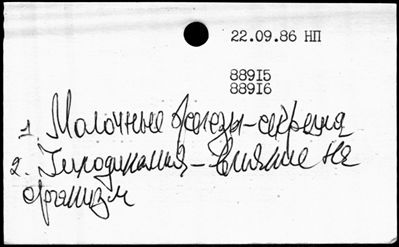 22.09.86 НП
88915
88916
1. Молочные железы - секреция
2. Гиподинамия - влияние на
организм